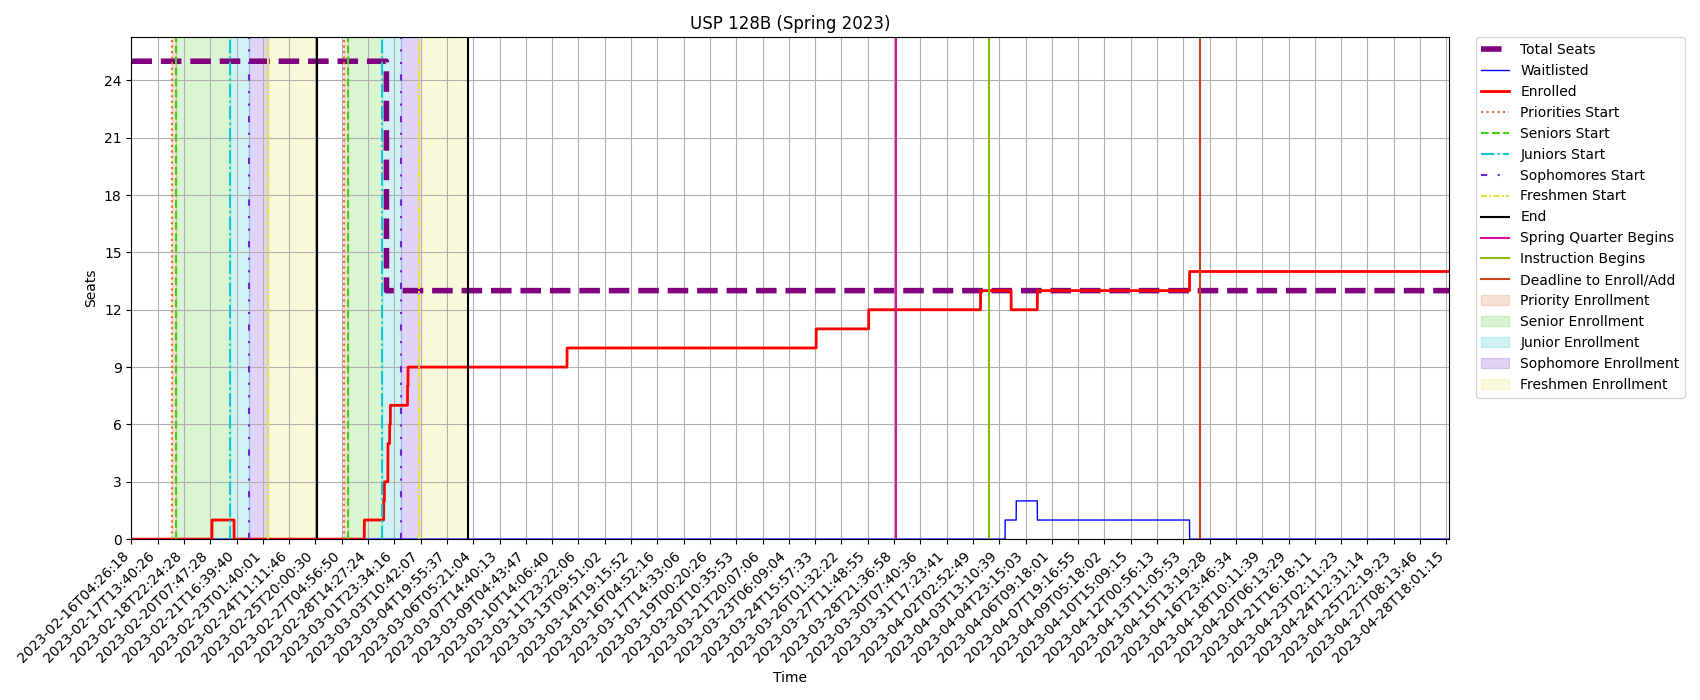 USP 128B (Spring 2023)
Seats
24
21
18
15
12
9
6
3
0
2023-02-16T04:26:18
2023-02-17T13:40:26
2023-02-18T22:24:28
2023-02-20T07:47:28
2023-02-21T16:39:40
2023-02-23T01:40:01
2023-02-24T11:11:46
2023-02-25T20:00:30
2023-02-27T04:56:50
2023-02-28T14:27:24
2023-03-01T23:34:16
2023-03-03T10:42:07
2023-03-04T19:55:37
2023-03-06T05:21:04
2023-03-07T14:40:13
2023-03-09T04:43:47
2023-03-10T14:06:40
2023-03-11T23:22:06
2023-03-13T09:51:02
2023-03-14T19:15:52
2023-03-16T04:52:16
2023-03-17T14:33:06
2023-03-19T00:20:26
2023-03-20T10:35:53
2023-03-21T20:07:06
2023-03-23T06:09:04
2023-03-24T15:57:33
2023-03-26T01:32:22
2023-03-27T11:48:55
2023-03-28T21:36:58
2023-03-30T07:40:36
2023-03-31T17:23:41
2023-04-02T02:52:49
2023-04-03T13:10:39
2023-04-04T23:15:03
2023-04-06T09:18:01
2023-04-07T19:16:55
2023-04-09T05:18:02
2023-04-10T15:09:15
2023-04-12T00:56:13
2023-04-13T11:05:53
2023-04-15T13:19:28
2023-04-16T23:46:34
2023-04-18T10:11:39
2023-04-20T06:13:29
2023-04-21T16:18:11
2023-04-23T02:11:23
2023-04-24T12:31:14
2023-04-25T22:19:23
2023-04-27T08:13:46
2023-04-28T18:01:15
Time
Total Seats
Waitlisted
Enrolled
Priorities Start
Seniors Start
Juniors Start
Sophomores Start
Freshmen Start
End
Spring Quarter Begins
Instruction Begins
Deadline to Enroll/Add
Priority Enrollment
Senior Enrollment
Junior Enrollment
Sophomore Enrollment
Freshmen Enrollment